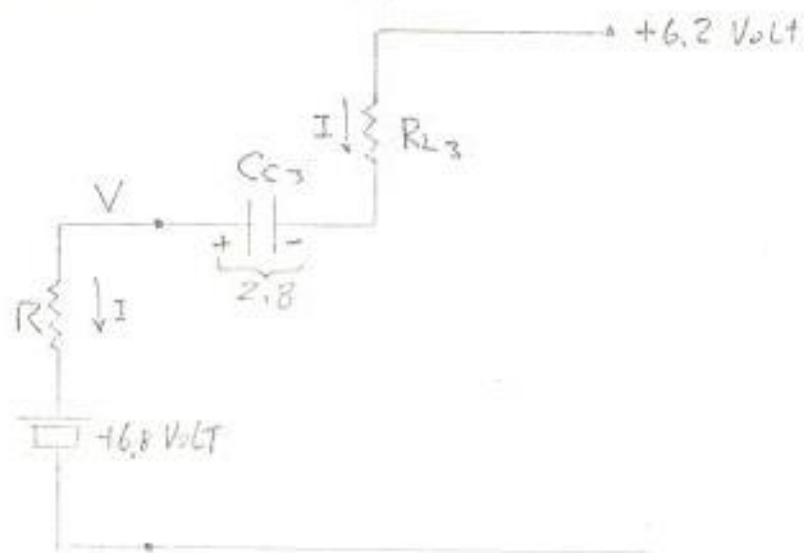 +6.2 VOLT
I
RL3
CC3
V
+ -
2,8
R
I
+6,8 VOLT